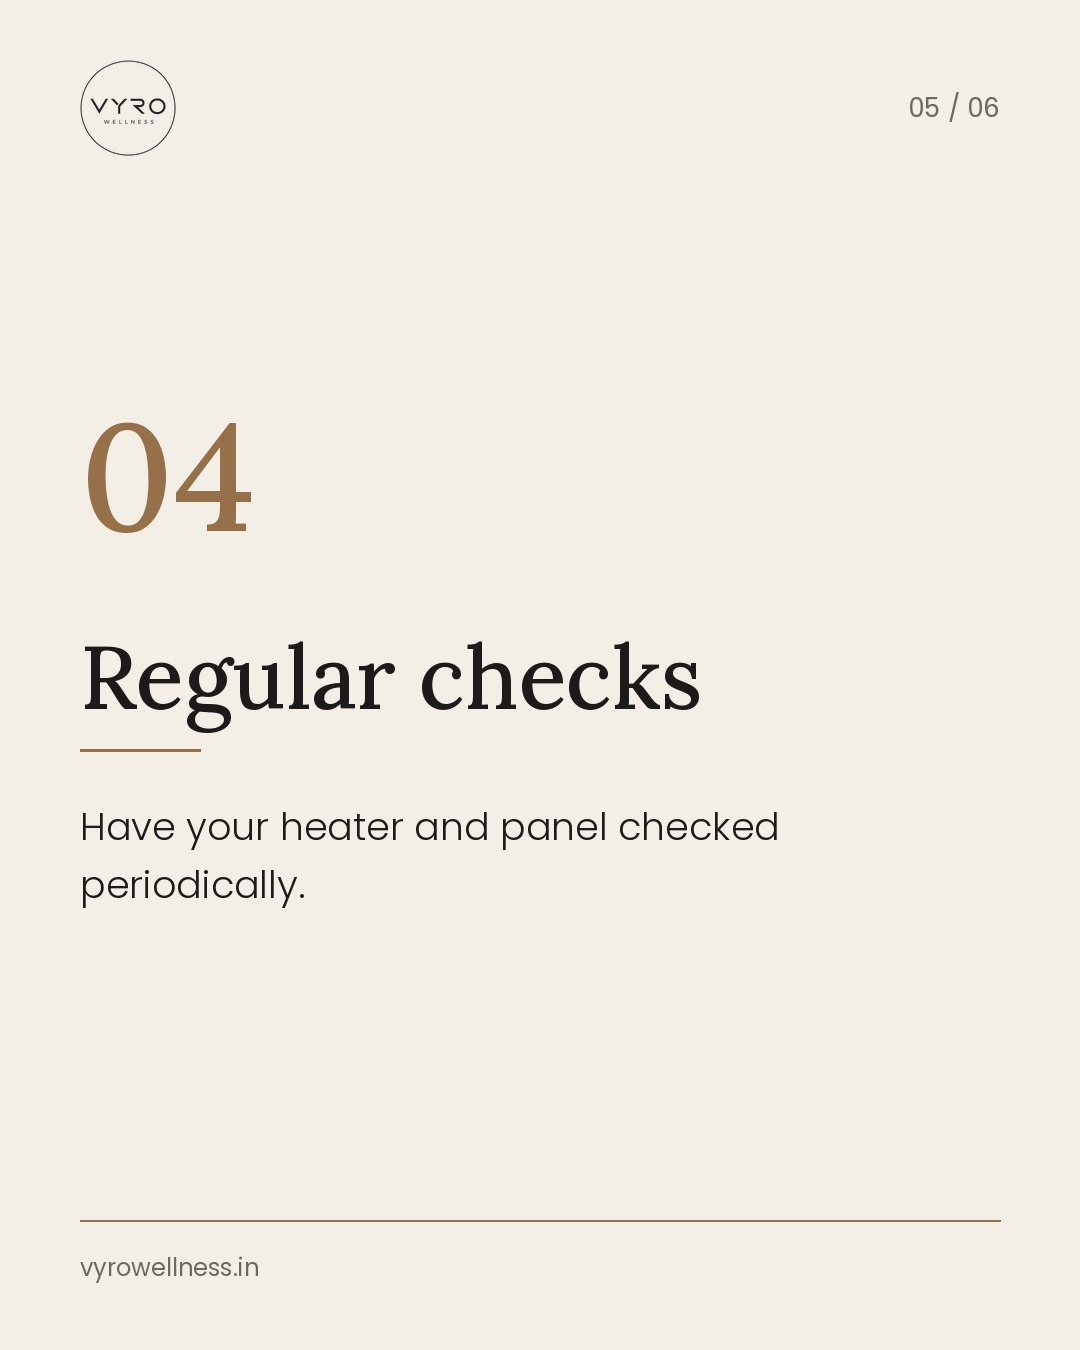 VYRO
WELLNESS
05 / 06
04
Regular checks
Have your heater and panel checked
periodically.
vyrowellness.in